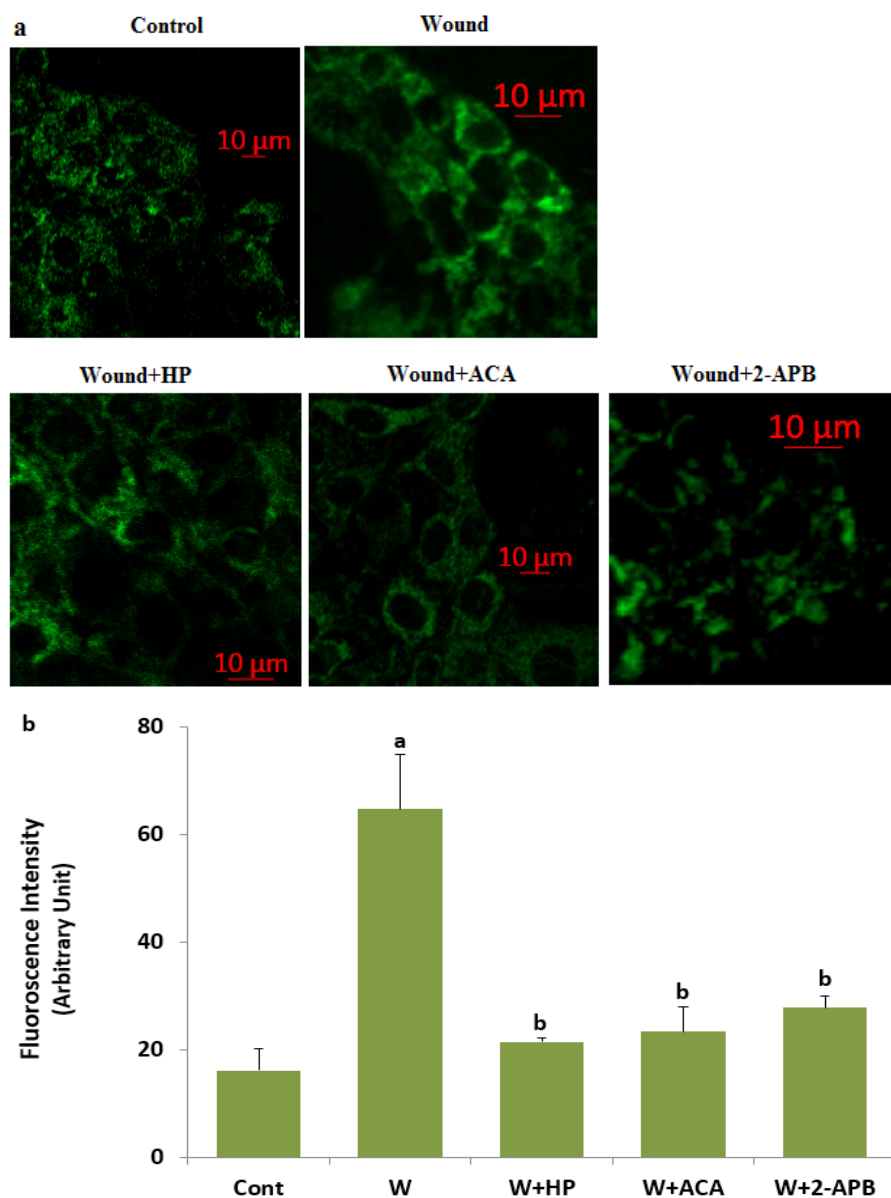 a
Control
Wound
10 µm
10 µm
Wound+HP
Wound+ACA
Wound+2-APB
10 µm
10 µm
10 µm
b
Fluoroscence Intensity
(Arbitrary Unit)
80
60
40
20
0
a
b
b
b
Cont
W
W+HP
W+ACA
W+2-APB